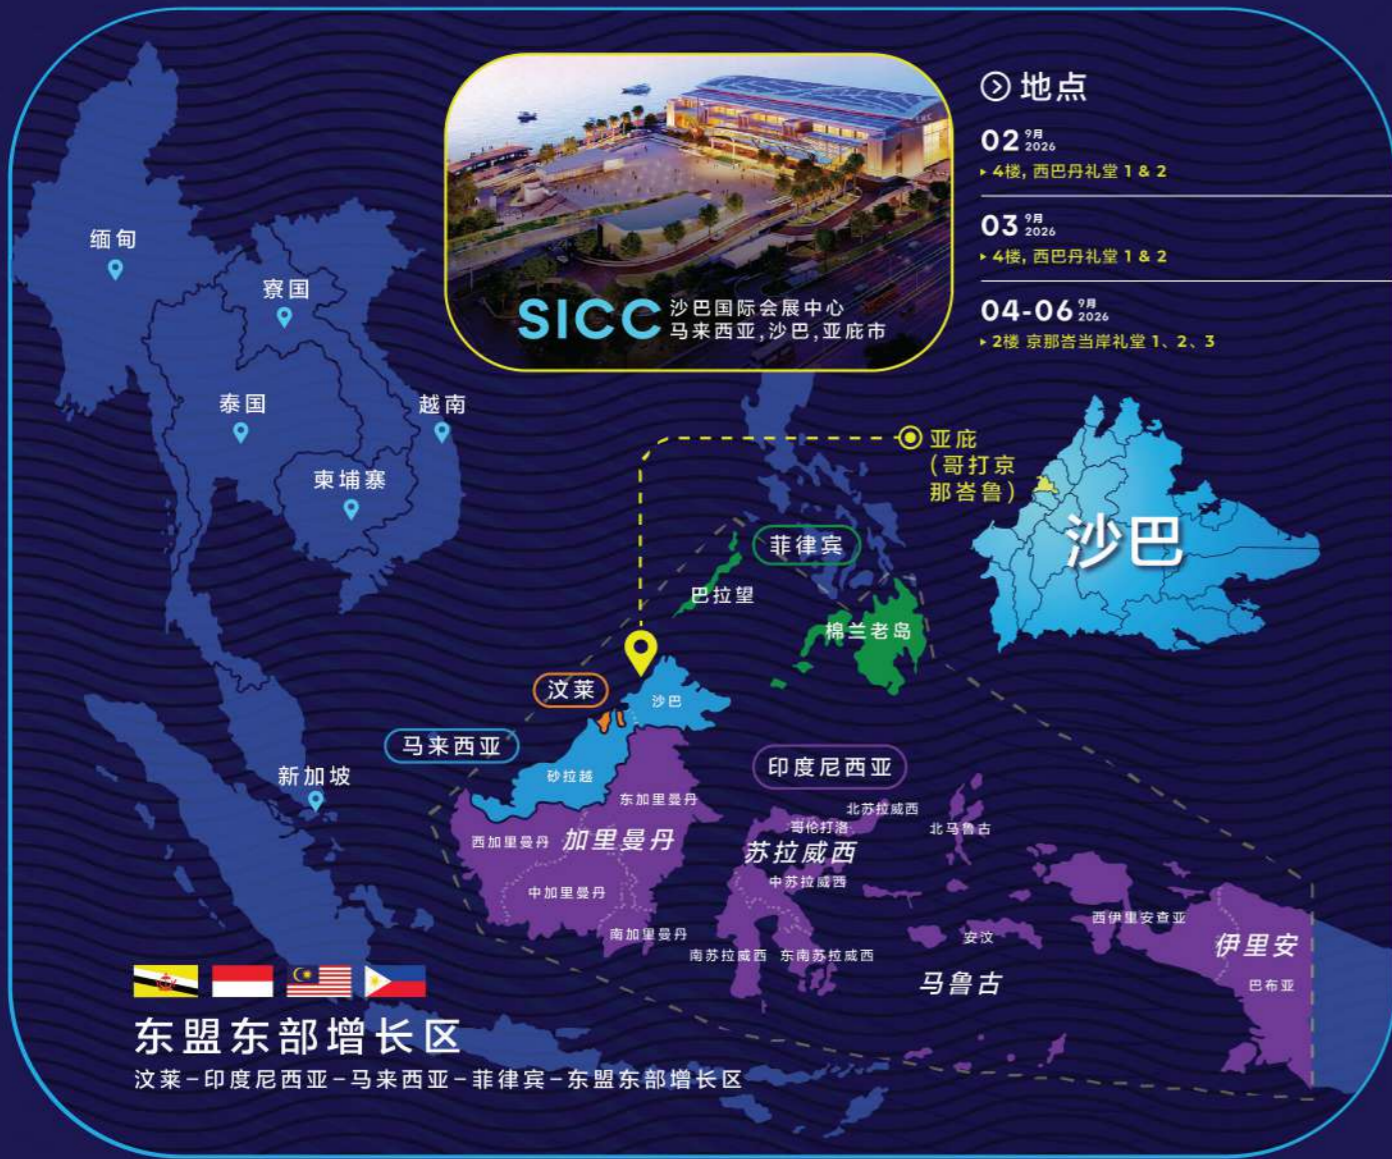 地点
02 9月 2026
4楼, 西巴丹礼堂 1 & 2
03 9月 2026
4楼, 西巴丹礼堂 1 & 2
04-06 9月 2026
2楼 京那峇当岸礼堂 1、2、3
SICC
沙巴国际会展中心
马来西亚,沙巴,亚庇市
缅甸
寮国
泰国
越南
柬埔寨
亚庇
(哥打京
那峇鲁)
沙巴
菲律宾
巴拉望
棉兰老岛
汶莱
沙巴
马来西亚
砂拉越
新加坡
印度尼西亚
东加里曼丹
西加里曼丹
加里曼丹
中加里曼丹
南加里曼丹
北苏拉威西
哥伦打洛
苏拉威西
中苏拉威西
南苏拉威西
东南苏拉威西
北马鲁古
安汶
马鲁古
西伊里安查亚
伊里安
巴布亚
东盟东部增长区
汶莱-印度尼西亚-马来西亚-菲律宾-东盟东部增长区